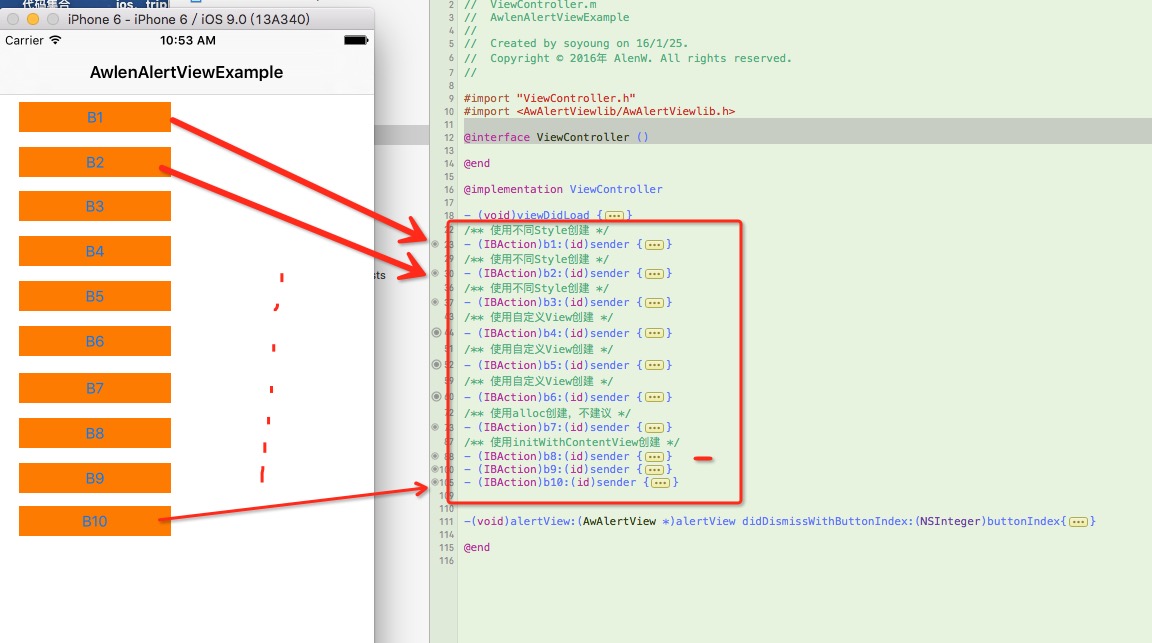 代码集合
ios、trip
iPhone 6 - iPhone 6 / iOS 9.0 (13A340)
Carrier
10:53 AM
AwlenAlertViewExample
B1
B2
B3
B4
B5
B6
B7
B8
B9
B10
sts
2 // ViewController.m
3 // AwlenAlertViewExample
4 //
5 // Created by soyoung on 16/1/25.
6 // Copyright © 2016年 AlenW. All rights reserved.
7 //
8
9 #import "ViewController.h"
10 #import <AwAlertViewlib/AwAlertViewlib.h>
11
12 @interface ViewController ()
13
14 @end
15
16 @implementation ViewController
17
18 - (void)viewDidLoad {•••}
22 /** 使用不同Style创建 */
23 - (IBAction)b1:(id)sender {•••}
29 /** 使用不同Style创建 */
30 - (IBAction)b2:(id)sender {•••}
36 /** 使用不同Style创建 */
37 - (IBAction)b3:(id)sender {•••}
43 /** 使用自定义View创建 */
44 - (IBAction)b4:(id)sender {•••}
51 /** 使用自定义View创建 */
52 - (IBAction)b5:(id)sender {•••}
59 /** 使用自定义View创建 */
60 - (IBAction)b6:(id)sender {•••}
72 /** 使用alloc创建，不建议 */
73 - (IBAction)b7:(id)sender {•••}
87 /** 使用initWithContentView创建 */
88 - (IBAction)b8:(id)sender {•••}
100 - (IBAction)b9:(id)sender {•••}
105 - (IBAction)b10:(id)sender {•••}
109
110
111 -(void)alertView:(AwAlertView *)alertView didDismissWithButtonIndex:(NSInteger)buttonIndex{•••}
114
115 @end
116